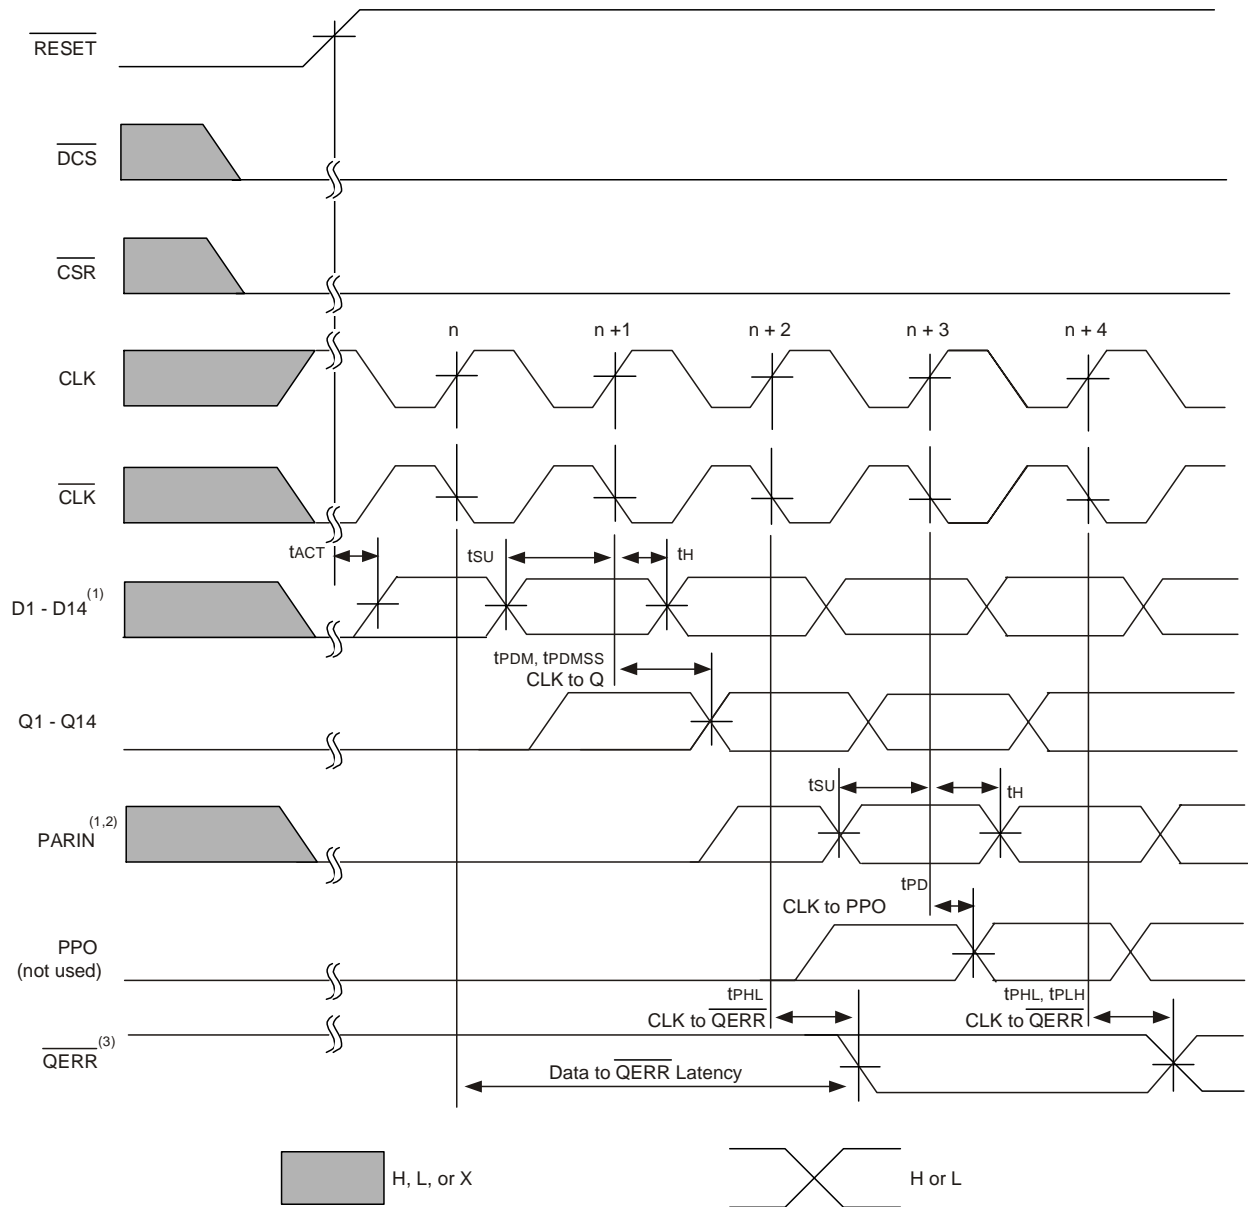 RESET
DCS
CSR
n n +1 n + 2 n + 3 n + 4
CLK
CLK
tACT tSU tH
D1 - D14(1)
tPDM, tPDMSS
CLK to Q
Q1 - Q14
tSU tH
PARIN(1,2)
tPD
CLK to PPO
PPO
(not used)
tPHL tPHL, tPLH
CLK to QERR CLK to QERR
QERR(3)
Data to QERR Latency
H, L, or X H or L